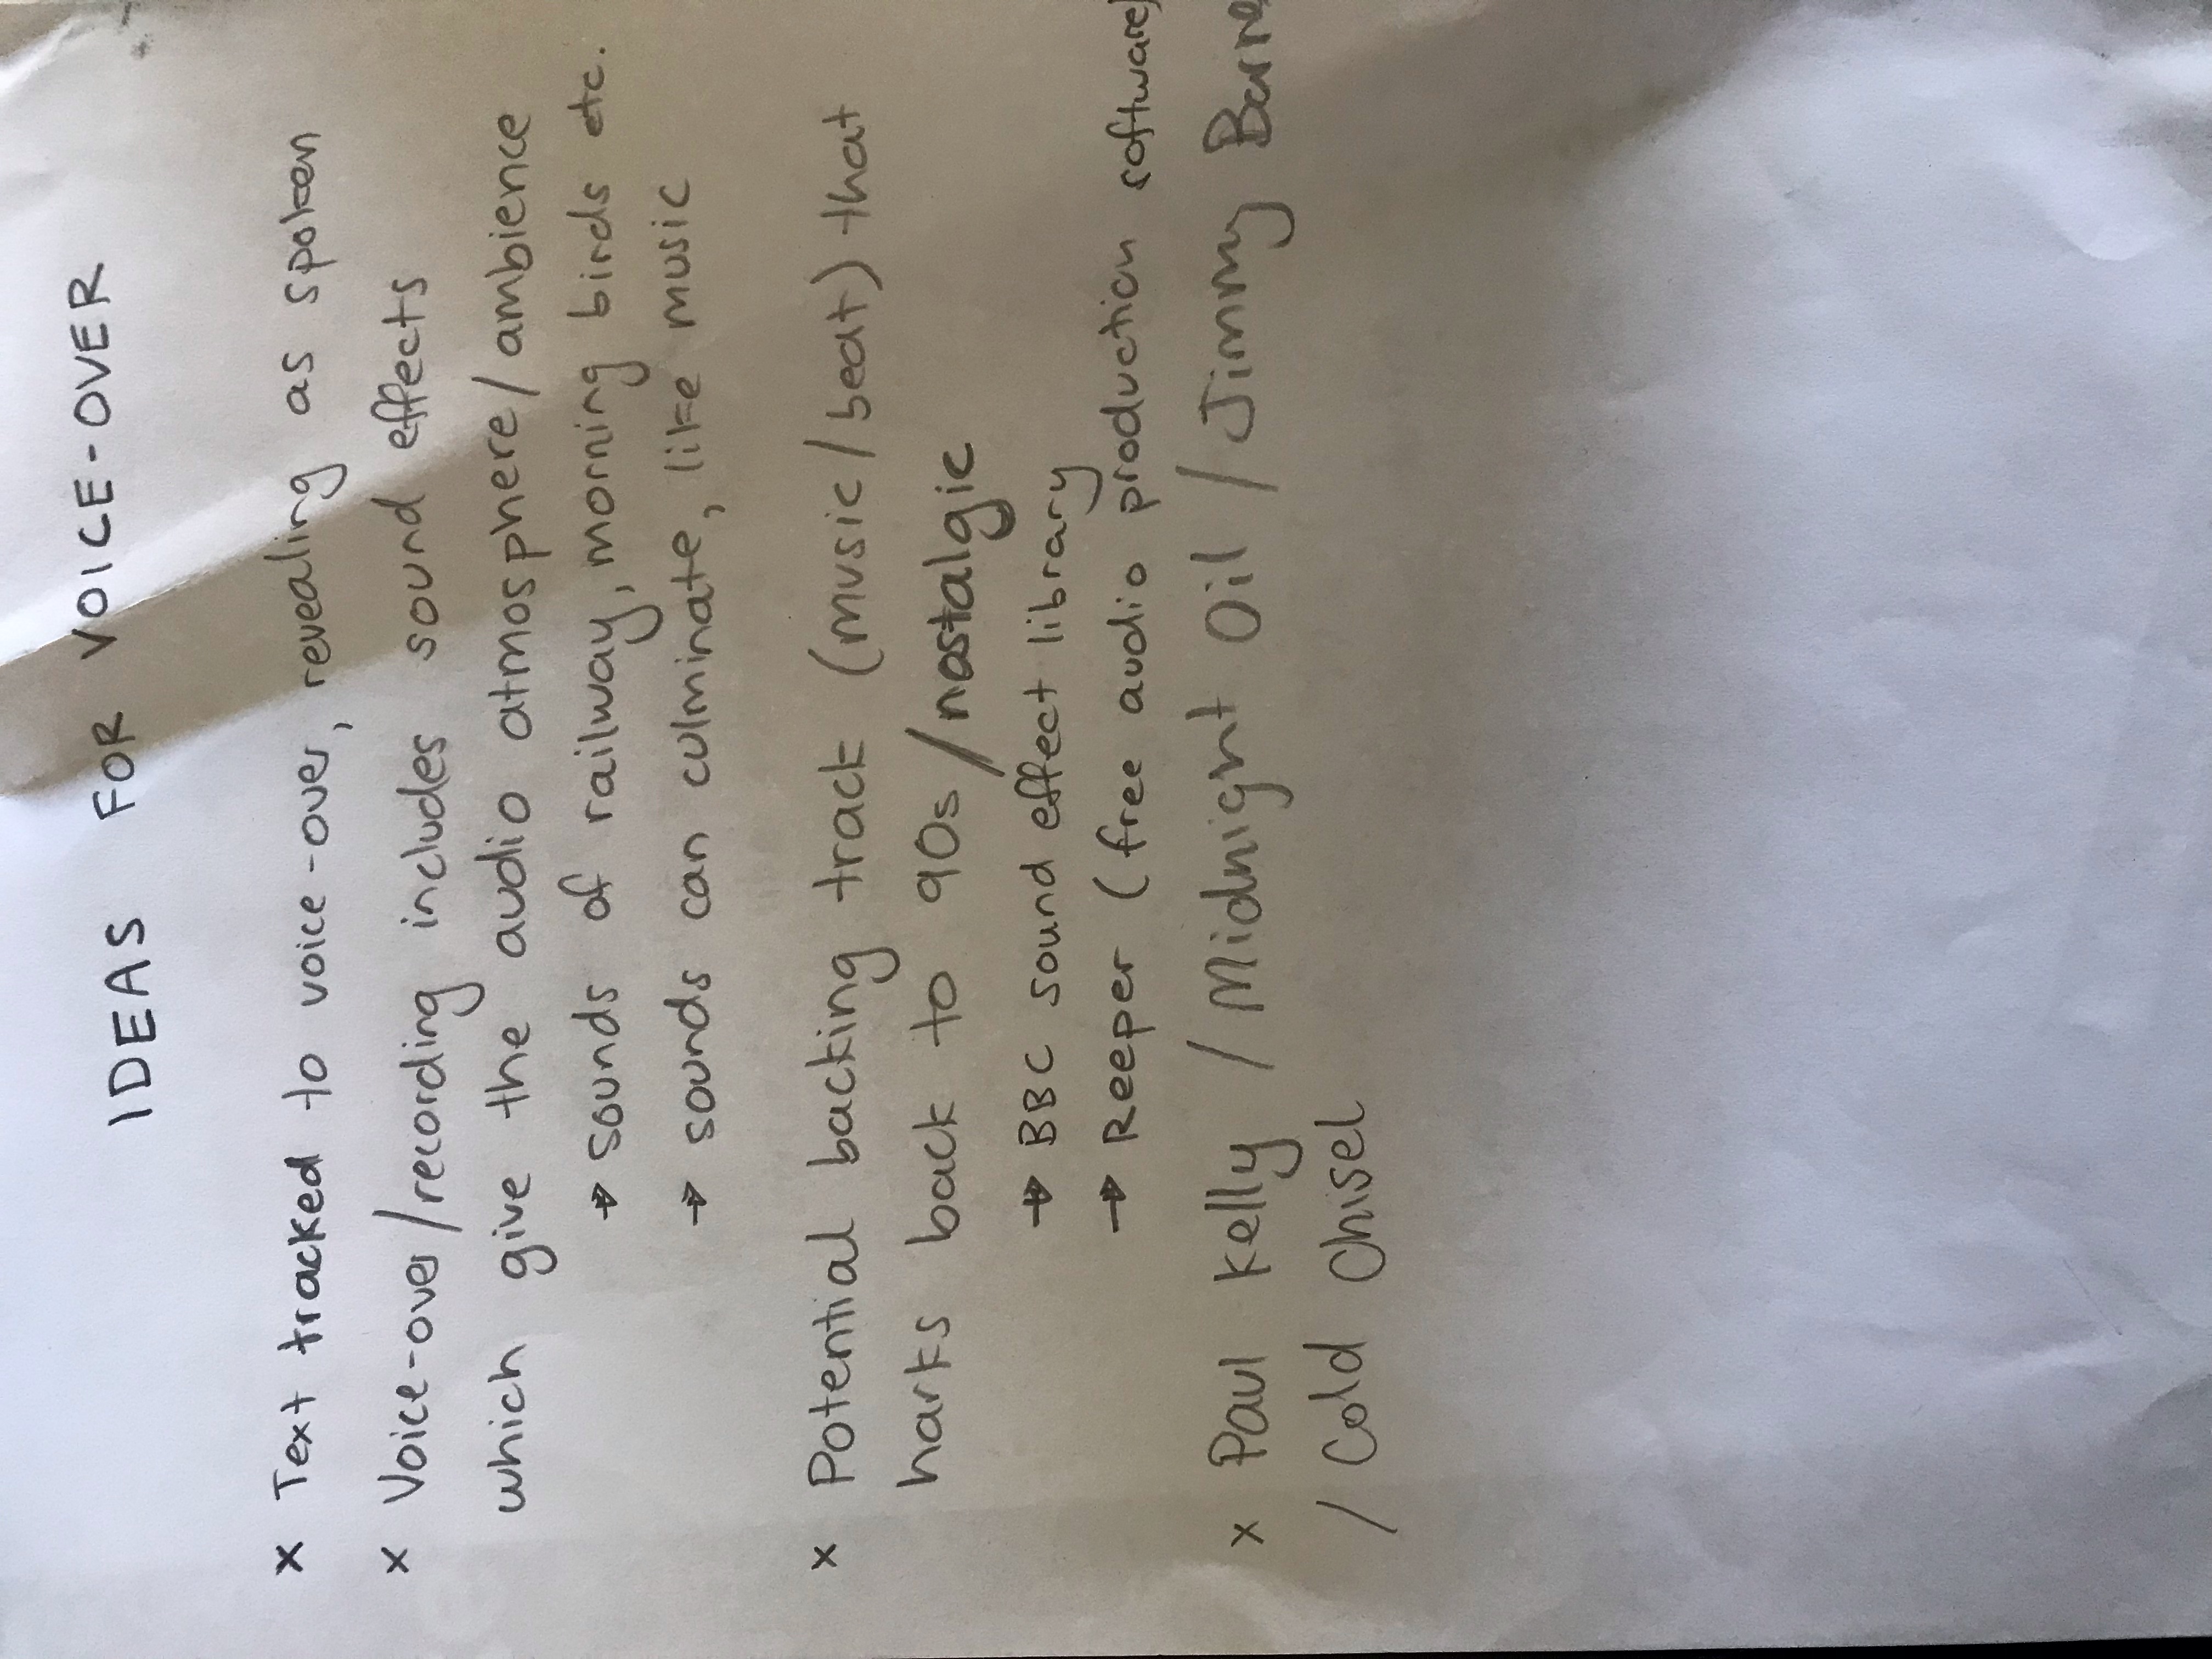 IDEAS FOR VOICE-OVER
x Text tracked to voice-over, revealing as spoken
x Voice-over/recording includes sound effects
which give the audio atmosphere/ambience
→ sounds of railway, morning birds etc.
→ sounds can culminate, like music
x Potential backing track (music/beat) that
harks back to 90s/nostalgic
→ BBC sound effect library
→ Reeper (free audio production software)
x Paul Kelly / Midnight Oil / Jimmy Barne
/ Cold Chisel